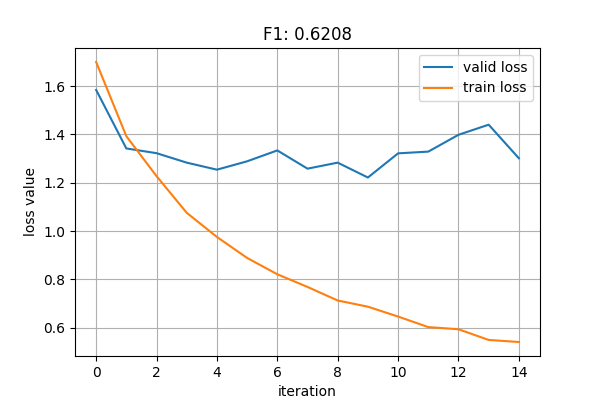 F1: 0.6208
valid loss
train loss
1.6
1.4
1.2
1.0
0.8
0.6
loss value
0 2 4 6 8 10 12 14
iteration